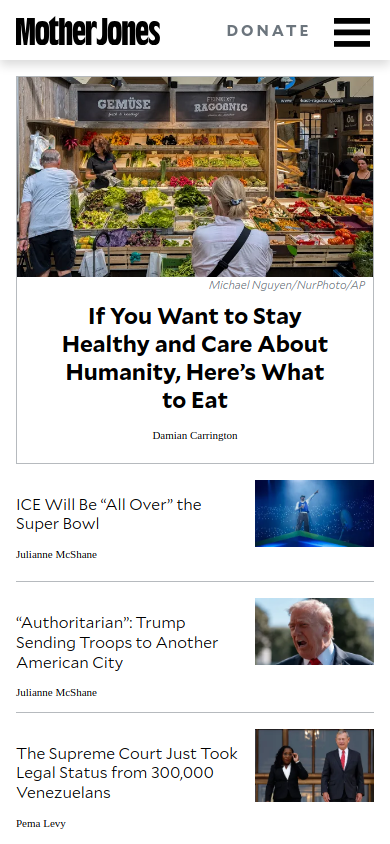 Mother Jones
DONATE
GEMÜSE
Michael Nguyen/NurPhoto/AP
If You Want to Stay
Healthy and Care About
Humanity, Here’s What
to Eat
Damian Carrington
ICE Will Be “All Over” the
Super Bowl
Julianne McShane
“Authoritarian”: Trump
Sending Troops to Another
American City
Julianne McShane
The Supreme Court Just Took
Legal Status from 300,000
Venezuelans
Pema Levy